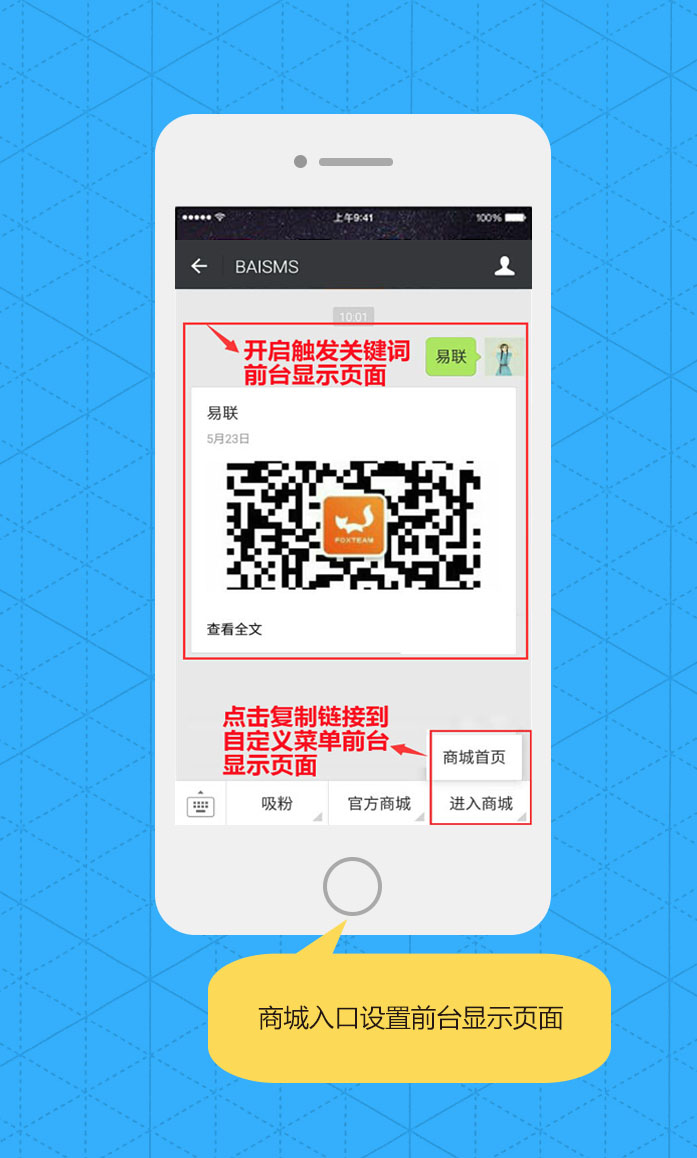 上午9:41
100%
BAISMS
10:01
开启触发关键词
前台显示页面
易联
易联
5月23日
FOXTEAM
查看全文
点击复制链接到
自定义菜单前台
显示页面
商城首页
吸粉
官方商城
进入商城
商城入口设置前台显示页面